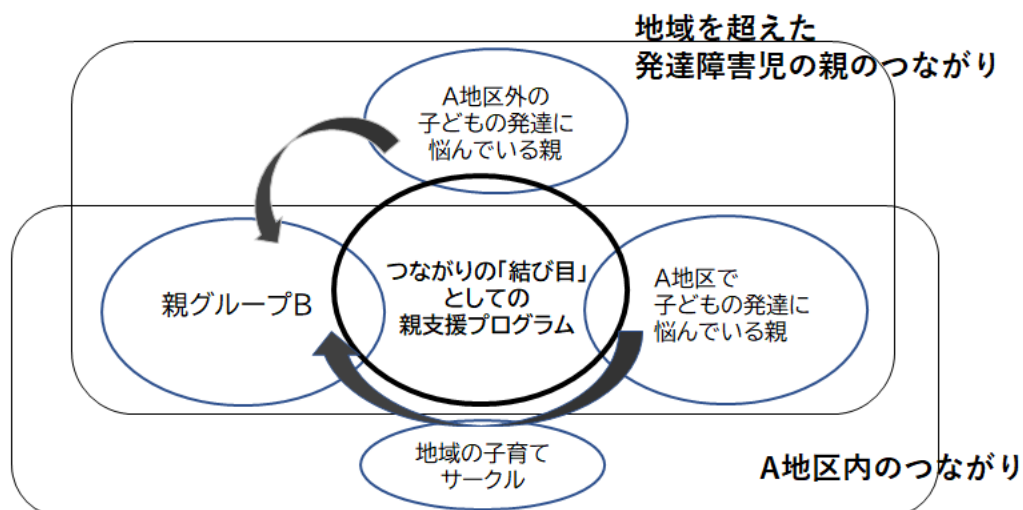 地域を超えた
発達障害児の親のつながり
A地区外の
子どもの発達に
悩んでいる親
親グループB
つながりの「結び目」
としての
親支援プログラム
A地区で
子どもの発達に
悩んでいる親
地域の子育て
サークル
A地区内のつながり